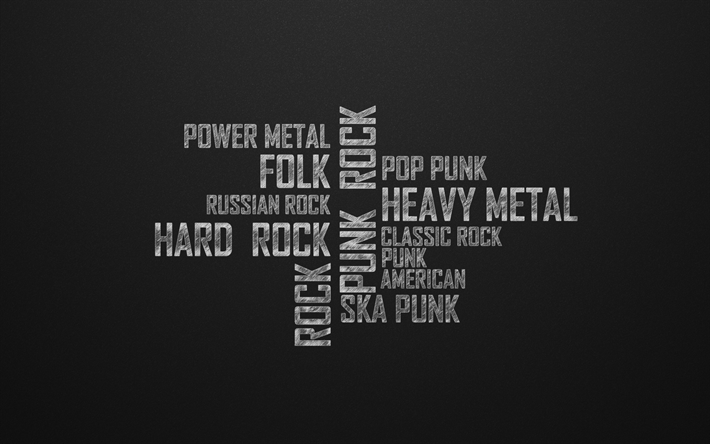 POWER METAL
FOLK
RUSSIAN ROCK
HARD ROCK
ROCK
PUNK ROCK
POP PUNK
HEAVY METAL
CLASSIC ROCK
PUNK
AMERICAN
SKA PUNK